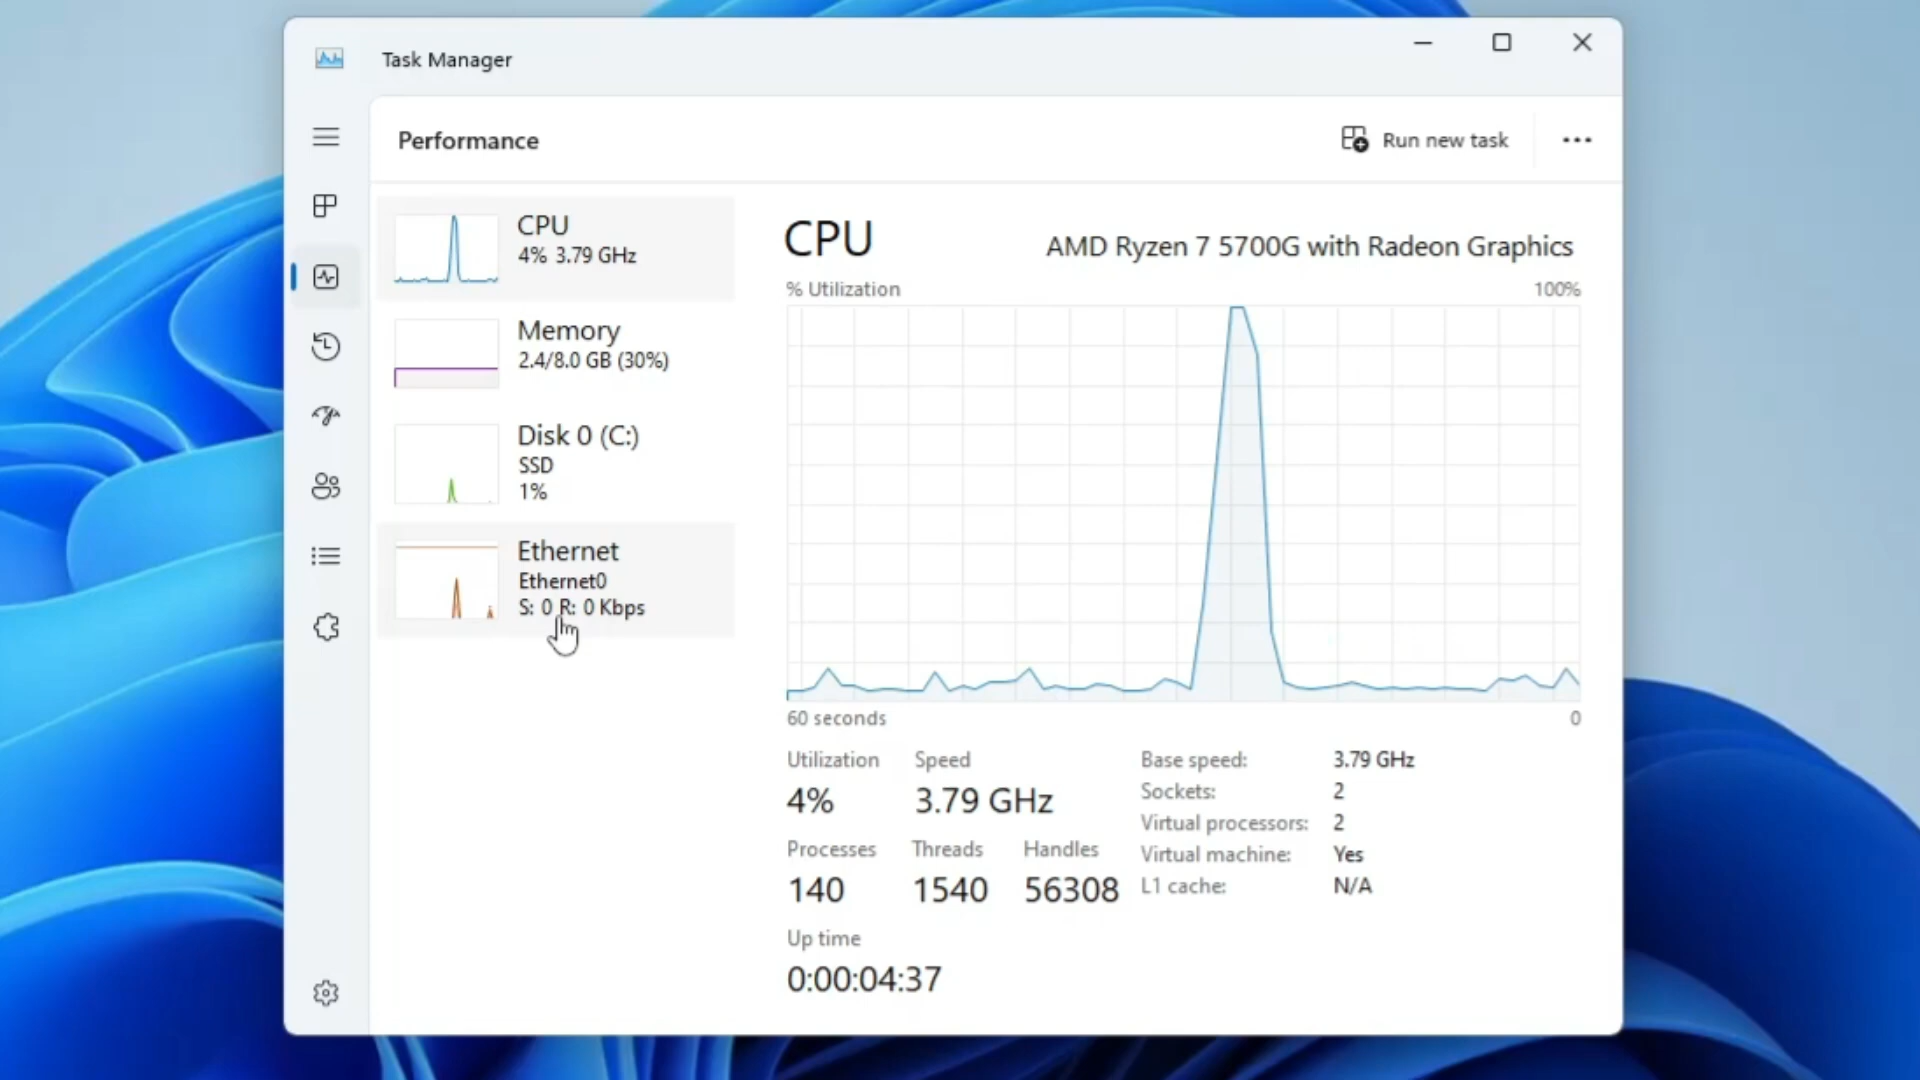 Task Manager
Performance
Run new task
CPU
4% 3.79 GHz
Memory
2.4/8.0 GB (30%)
Disk 0 (C:)
SSD
1%
Ethernet
Ethernet0
S: 0 R: 0 Kbps
CPU
AMD Ryzen 7 5700G with Radeon Graphics
% Utilization
100%
60 seconds
0
Utilization
Speed
4%
3.79 GHz
Processes
Threads
Handles
140
1540
56308
Up time
0:00:04:37
Base speed:
3.79 GHz
Sockets:
2
Virtual processors:
2
Virtual machine:
Yes
L1 cache:
N/A